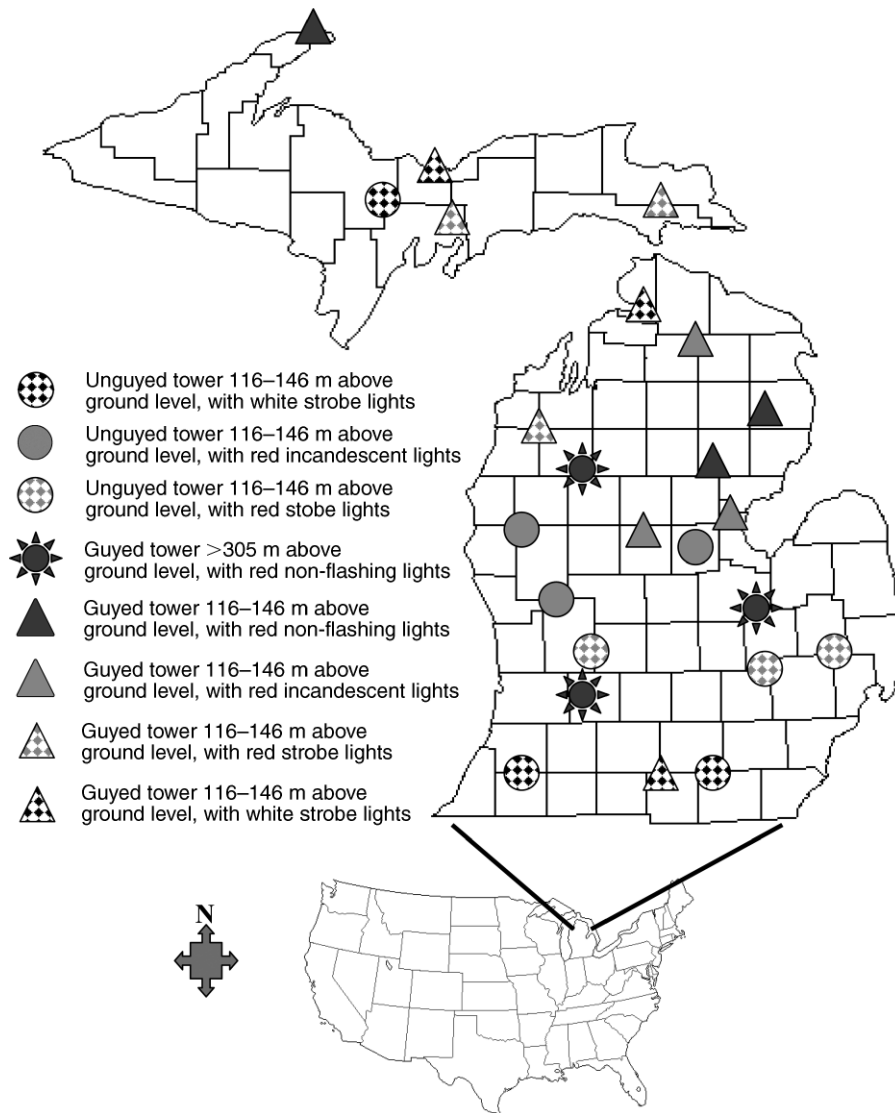 Unguyed tower 116–146 m above
ground level, with white strobe lights
Unguyed tower 116–146 m above
ground level, with red incandescent lights
Unguyed tower 116–146 m above
ground level, with red stobe lights
Guyed tower >305 m above
ground level, with red non-flashing lights
Guyed tower 116–146 m above
ground level, with red non-flashing lights
Guyed tower 116–146 m above
ground level, with red incandescent lights
Guyed tower 116–146 m above
ground level, with red strobe lights
Guyed tower 116–146 m above
ground level, with white strobe lights
N